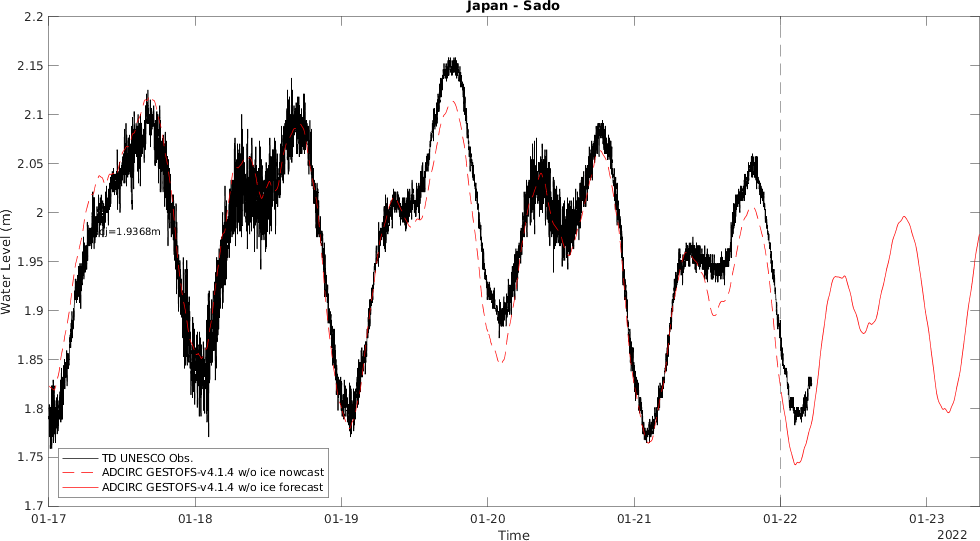 Japan - Sado
2.2
2.15
2.1
2.05
2
1.95
1.9
1.85
1.8
1.75
1.7
Water Level (m)
=1.9368m
TD UNESCO Obs.
ADCIRC GESTOFS-v4.1.4 w/o ice nowcast
ADCIRC GESTOFS-v4.1.4 w/o ice forecast
01-17
01-18
01-19
01-20
01-21
01-22
01-23
Time
2022